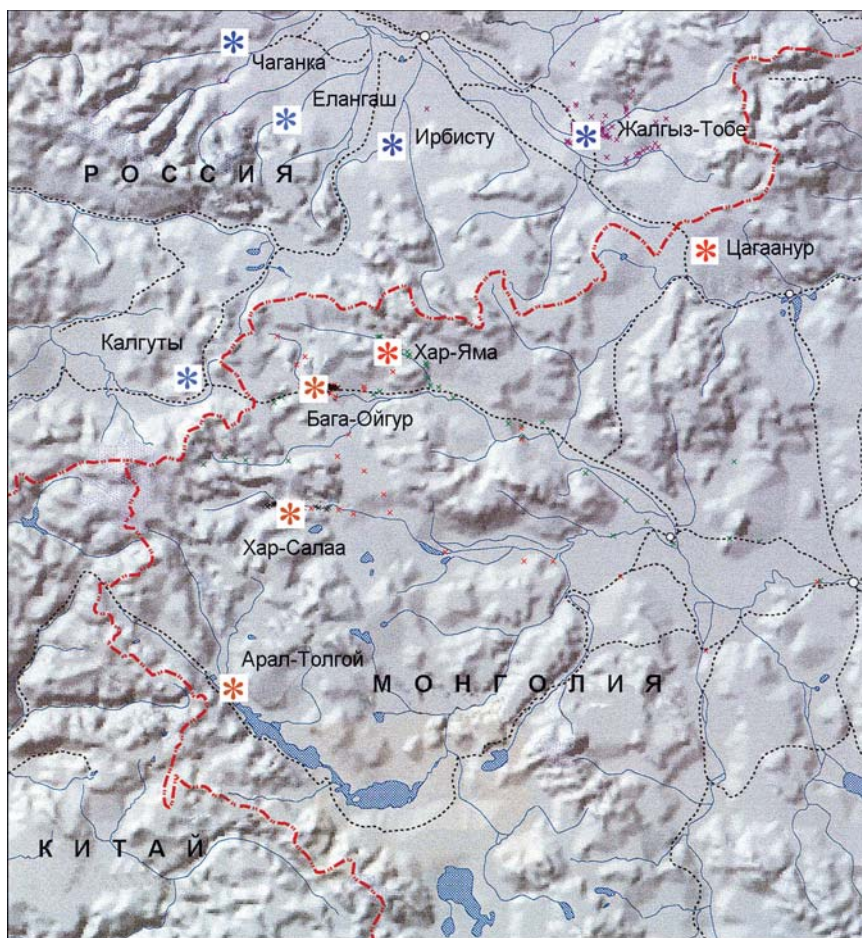 Чаганка
Елангаш
Ирбисту
Жалгыз-Тобе
РОССИЯ
Цагаанур
Калгуты
Хар-Яма
Бага-Ойгур
Хар-Салаа
Арал-Толгой
МОНГОЛИЯ
КИТАЙ